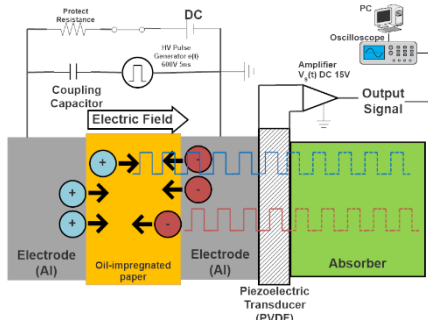 Protect
Resistance
DC
PC
Oscilloscope
HV Pulse
Generator e(t)
600V 5ns
Coupling
Capacitor
Amplifier
Vs(t) DC 15V
Output
Signal
Electric Field
+
-
+
-
+
-
Electrode
(Al)
Oil-impregnated
paper
Electrode
(Al)
Absorber
Piezoelectric
Transducer
(PVDF)